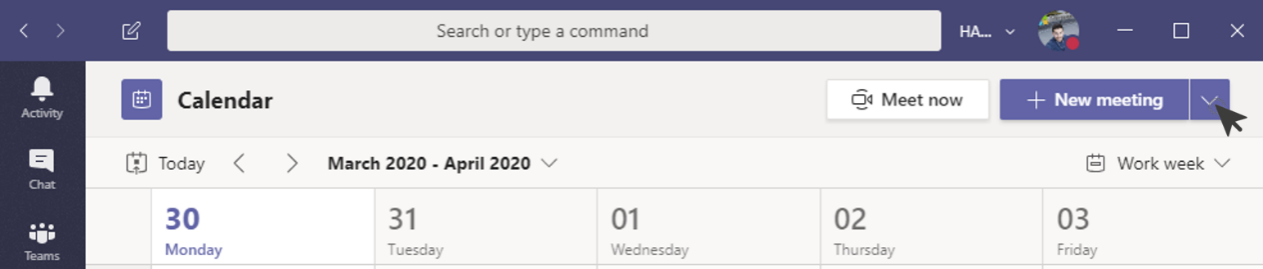 Search or type a command
HA...
Activity
Calendar
Meet now
New meeting
Chat
Today
March 2020 - April 2020
Work week
Teams
30
Monday
31
Tuesday
01
Wednesday
02
Thursday
03
Friday